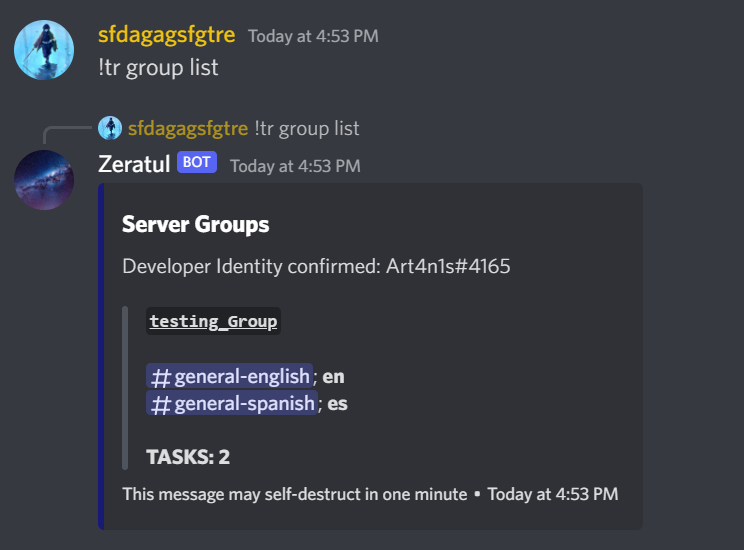 sfdagagsfgtre Today at 4:53 PM
!tr group list
sfdagagsfgtre !tr group list
Zeratul BOT Today at 4:53 PM
Server Groups
Developer Identity confirmed: Art4n1s#4165
testing_Group
#general-english; en
#general-spanish; es
TASKS: 2
This message may self-destruct in one minute • Today at 4:53 PM